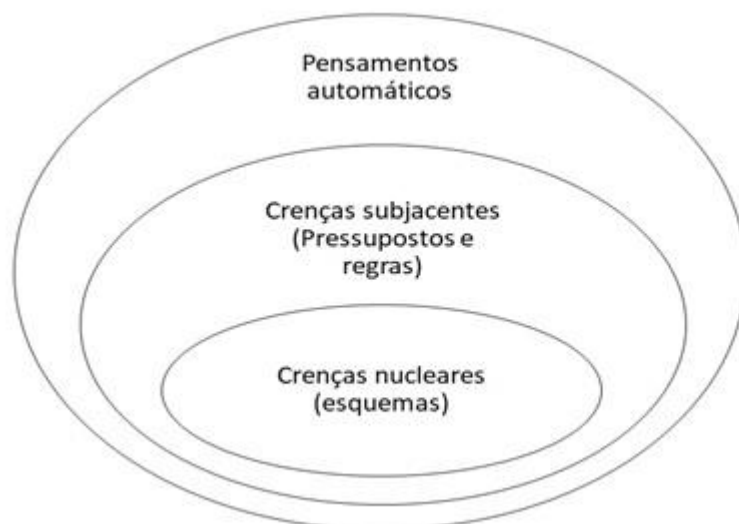 Pensamentos
automáticos
Crenças subjacentes
(Pressupostos e
regras)
Crenças nucleares
(esquemas)